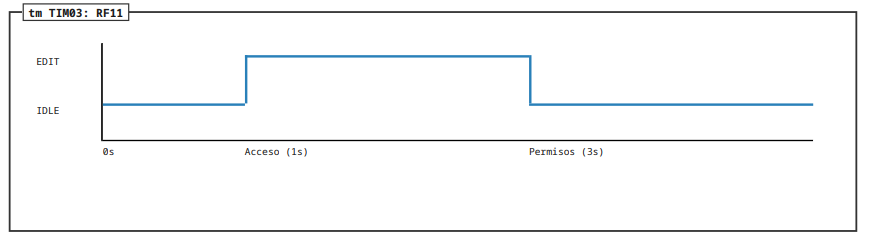 tm TIM03: RF11
EDIT
IDLE
0s
Acceso (1s)
Permisos (3s)